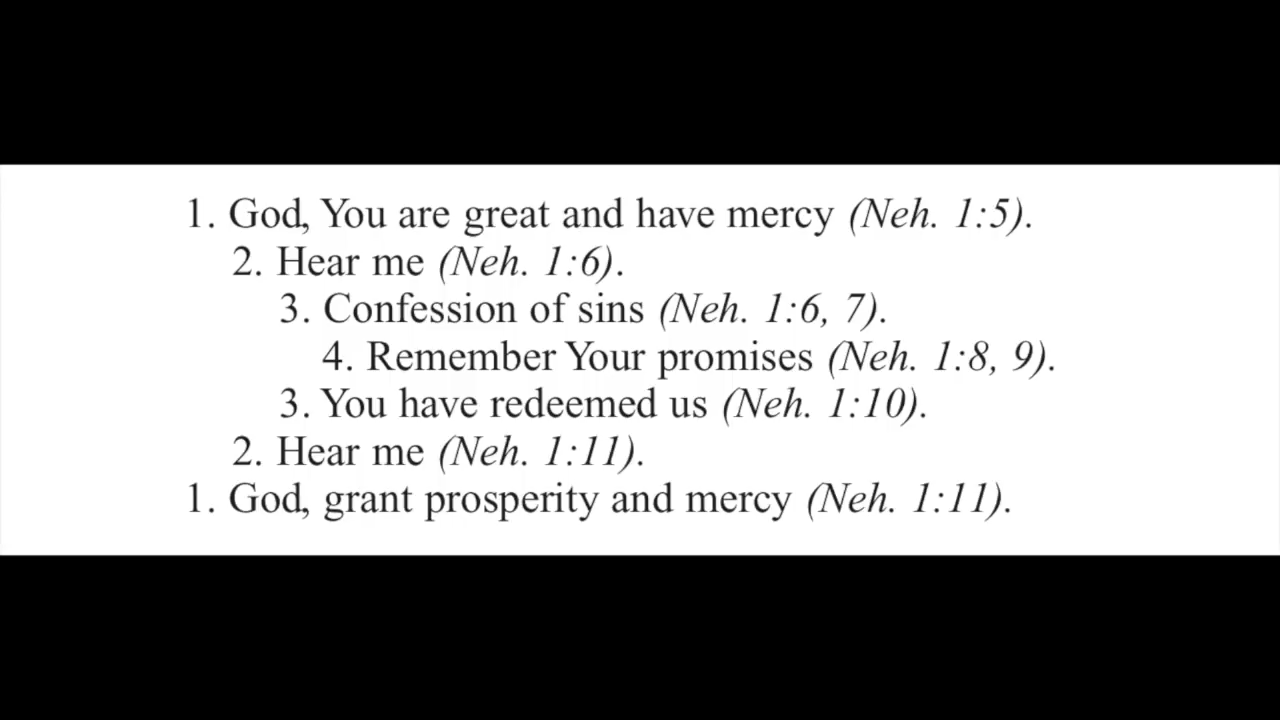 1. God, You are great and have mercy (Neh. 1:5).
2. Hear me (Neh. 1:6).
3. Confession of sins (Neh. 1:6, 7).
4. Remember Your promises (Neh. 1:8, 9).
3. You have redeemed us (Neh. 1:10).
2. Hear me (Neh. 1:11).
1. God, grant prosperity and mercy (Neh. 1:11).